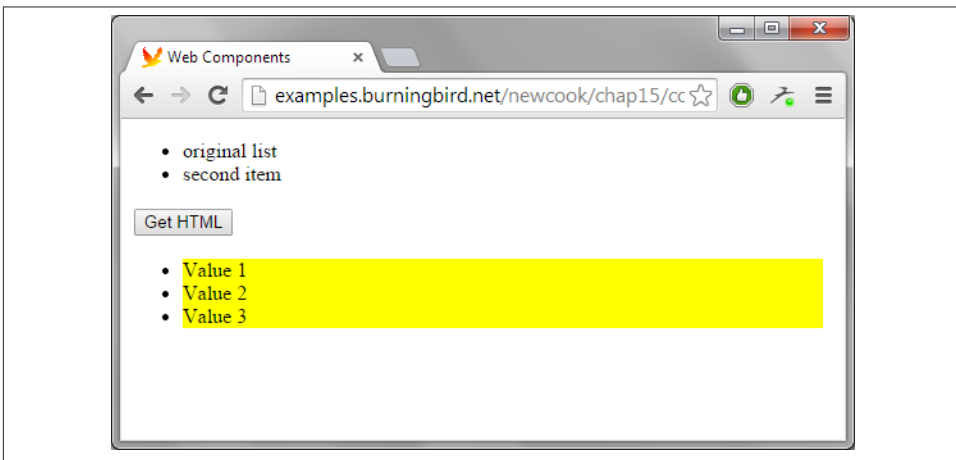 Web Components
examples.burningbird.net/newcook/chap15/cc
original list
second item
Get HTML
Value 1
Value 2
Value 3